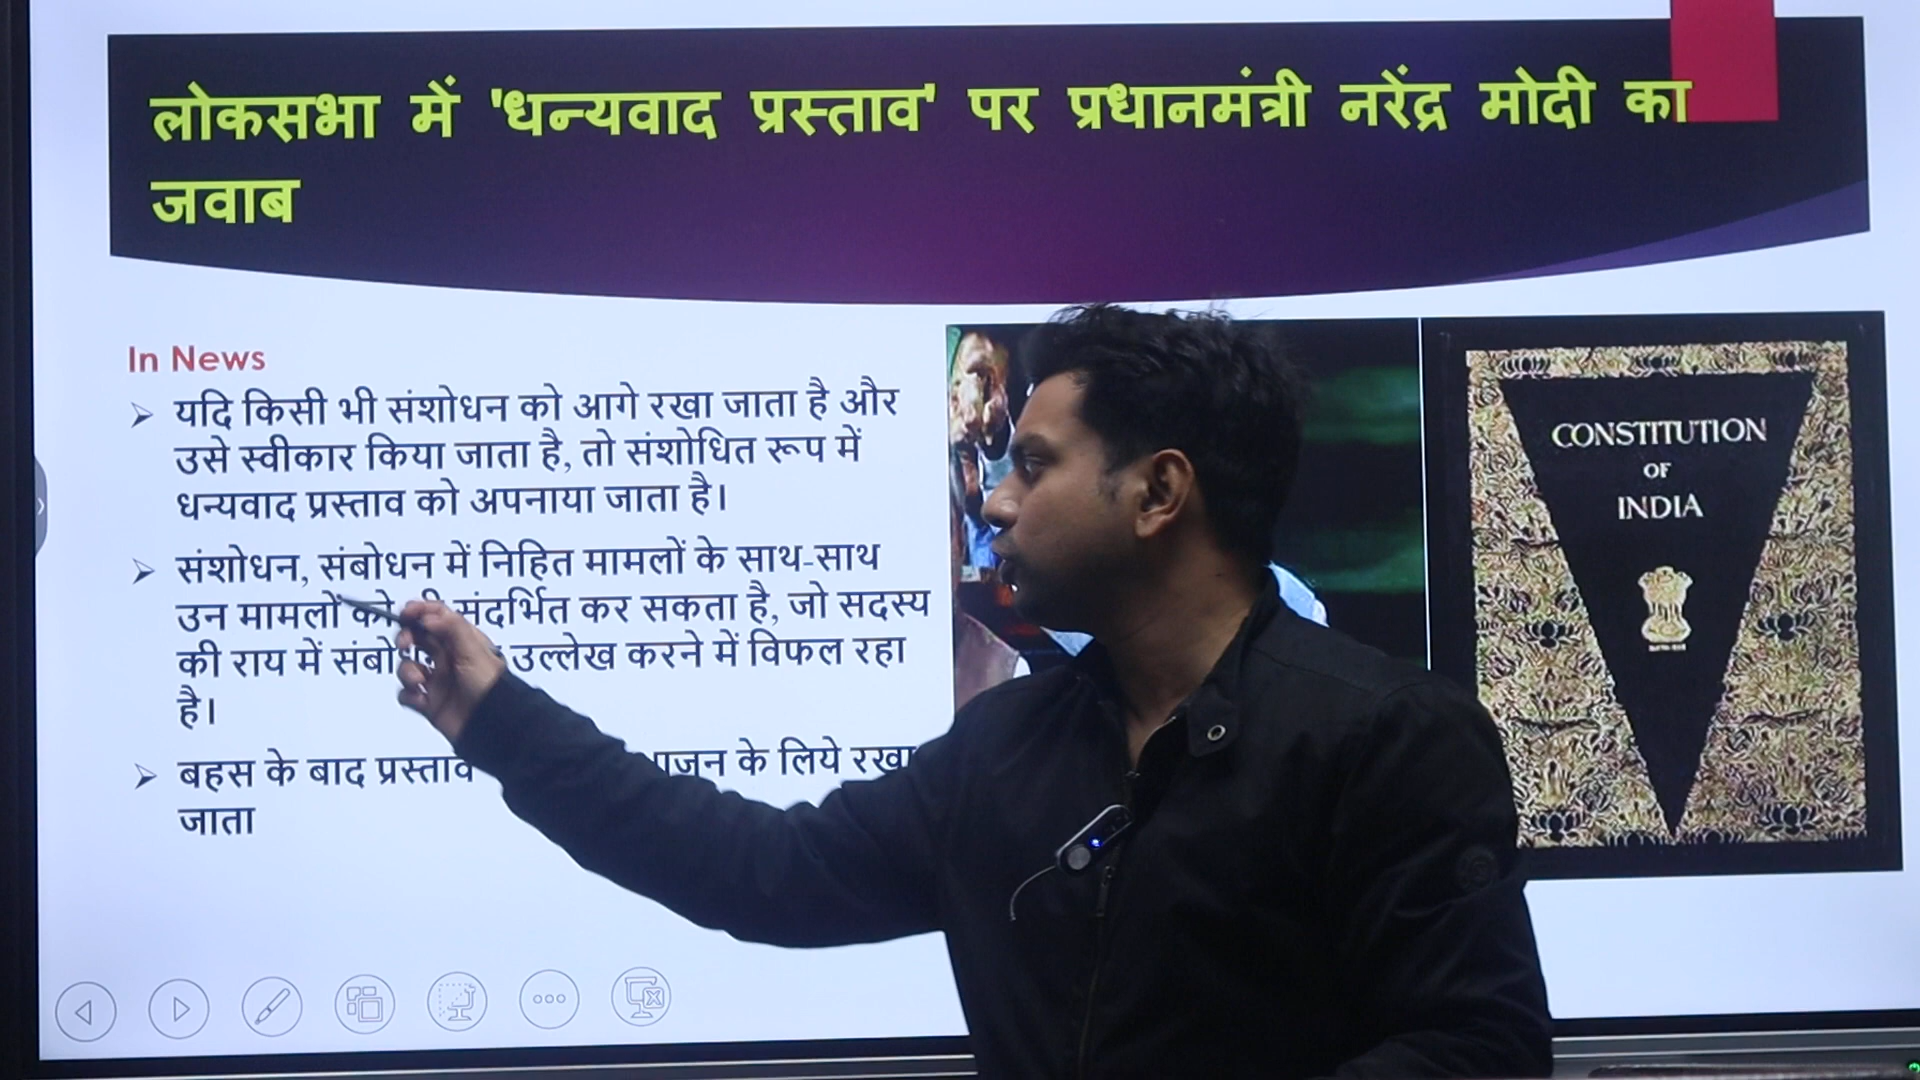 लोकसभा में 'धन्यवाद प्रस्ताव' पर प्रधानमंत्री नरेंद्र मोदी का
जवाब
In News
यदि किसी भी संशोधन को आगे रखा जाता है और
उसे स्वीकार किया जाता है, तो संशोधित रूप में
धन्यवाद प्रस्ताव को अपनाया जाता है।
संशोधन, संबोधन में निहित मामलों के साथ-साथ
उन मामलों को संदर्भित कर सकता है, जो सदस्य
की राय में उल्लेख करने में विफल रहा
है।
बहस के बाद प्रस्ताव के लिये रखा
जाता
CONSTITUTION
OF
INDIA